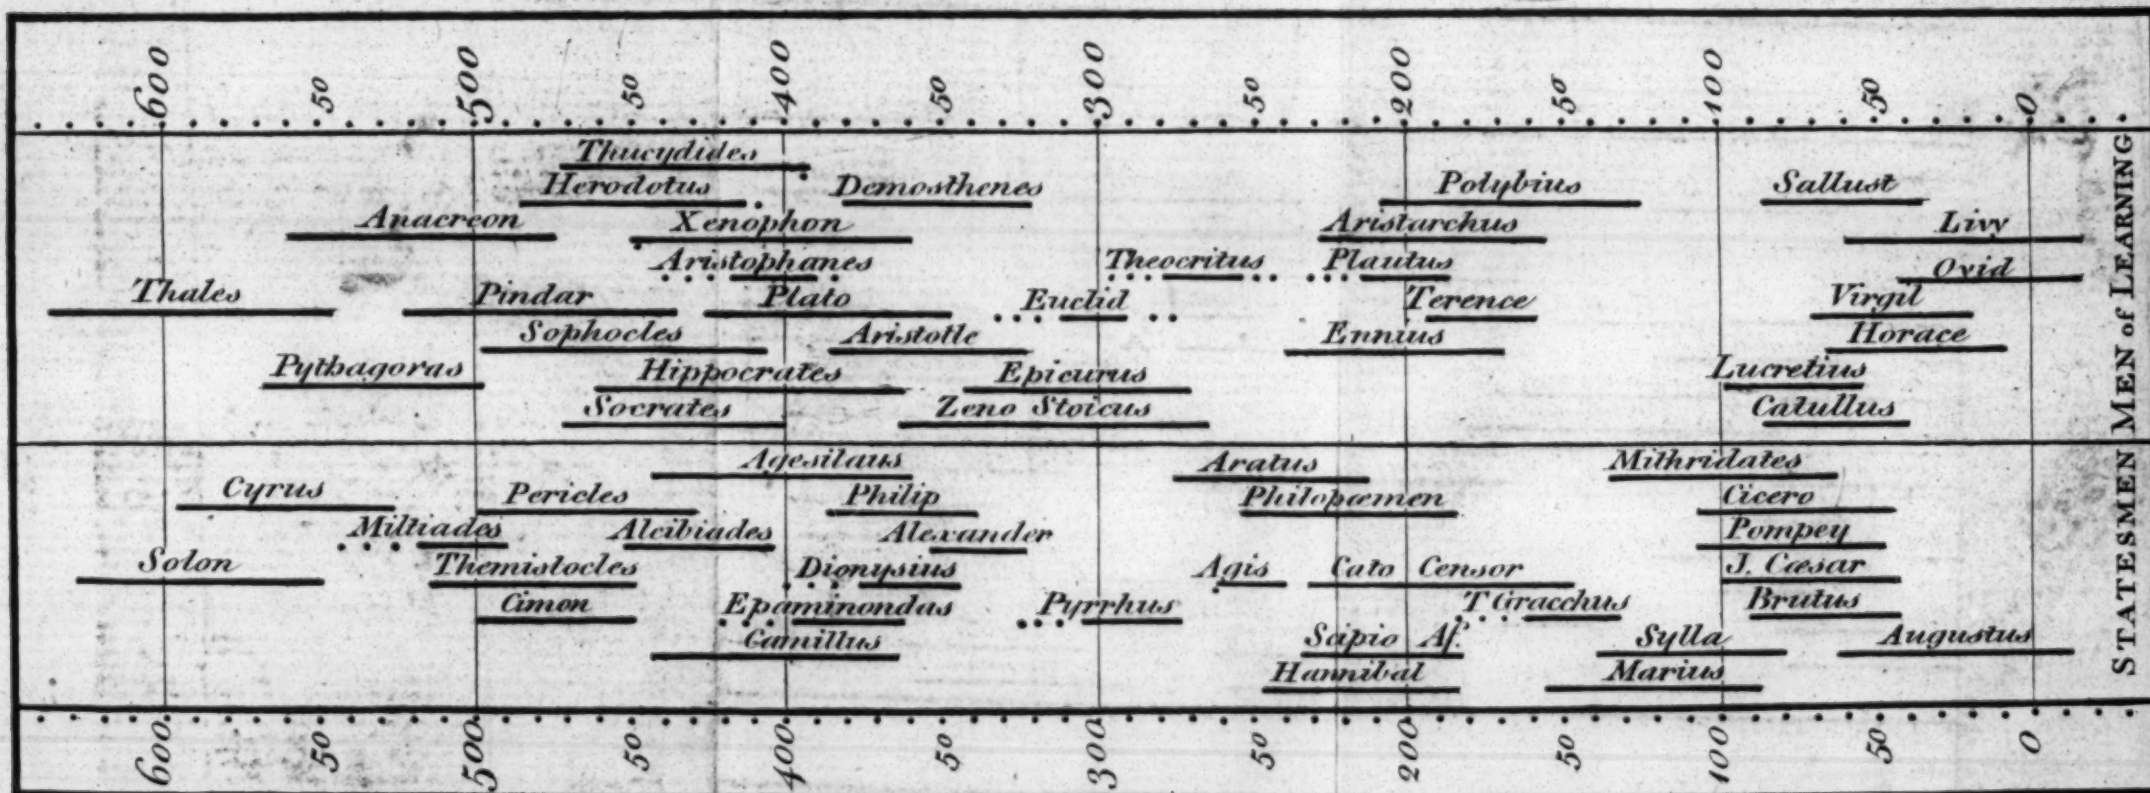 600 50 500 50 400 50 300 50 200 50 100 50 0
Thucydides
Herodotus Demosthenes Polybius Sallust
Anacreon Xenophon Aristarchus Livy
Aristophanes Theocritus Plautus Ovid
Thales Pindar Plato Euclid Terence Virgil
Sophocles Aristotle Ennius Horace
Pythagoras Hippocrates Epicurus Lucretius
Socrates Zeno Stoicus Catullus
MEN of LEARNING
Agesilaus Aratus Mithridates
Cyrus Pericles Philip Philopœmen Cicero
Miltiades Alcibiades Alexander Pompey
Solon Themistocles Dionysius Agis Cato Censor J. Cæsar
Cimon Epaminondas Pyrrhus T Gracchus Brutus
Camillus Scipio Af. Sylla Augustus
Hannibal Marius
STATESMEN
600 50 500 50 400 50 300 50 200 50 100 50 0